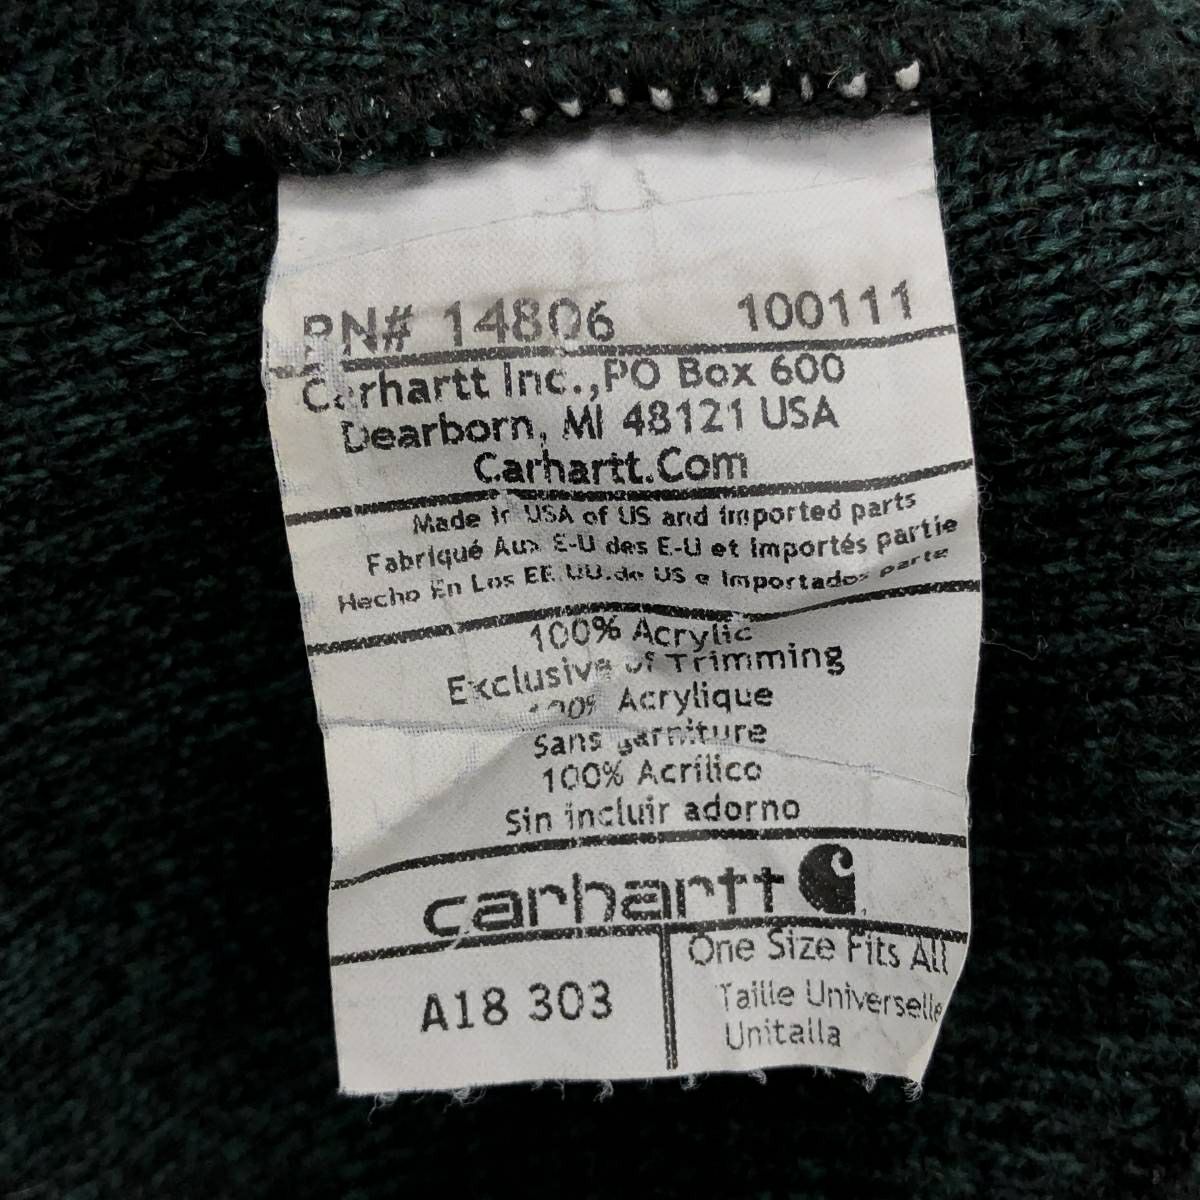 RN# 14806 100111
Carhartt Inc.,PO Box 600
Dearborn, MI 48121 USA
Carhartt.Com
Made in USA of US and imported parts
Fabriqué Aux E-U des E-U et importés partie
Hecho En Los EE.UU.de US e Importados parte
100% Acrylic
Exclusive of Trimming
100% Acrylique
Sans garniture
100% Acrílico
Sin incluir adorno
carhartt
A18 303
One Size Fits All
Taille Universelle
Unitalla